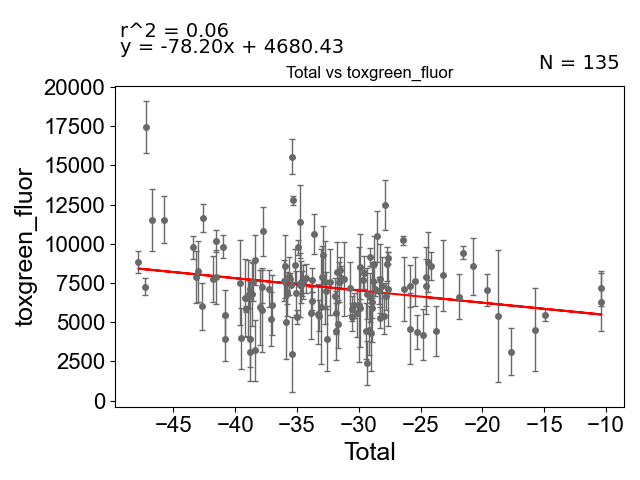 r^2 = 0.06
y = -78.20x + 4680.43
N = 135
Total vs toxgreen_fluor
20000
17500
15000
12500
10000
7500
5000
2500
0
toxgreen_fluor
−45 −40 −35 −30 −25 −20 −15 −10
Total